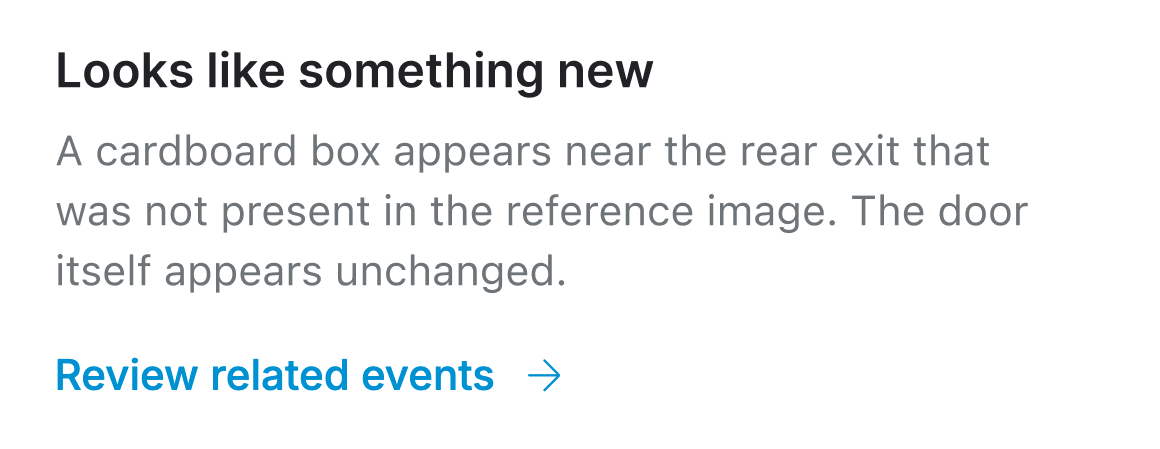 Looks like something new
A cardboard box appears near the rear exit that
was not present in the reference image. The door
itself appears unchanged.
Review related events →